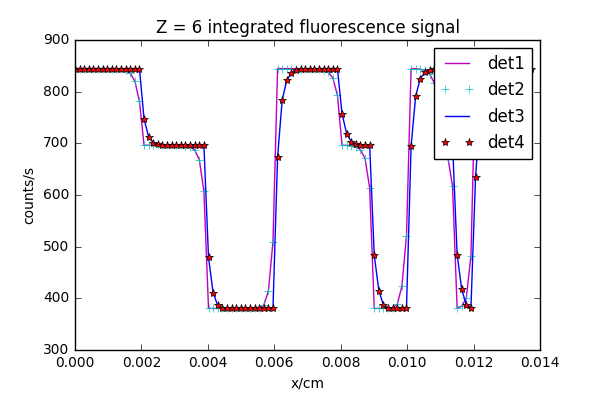 Z = 6 integrated fluorescence signal
900
800
700
600
500
400
300
counts/s
det1
det2
det3
det4
0.000 0.002 0.004 0.006 0.008 0.010 0.012 0.014
x/cm